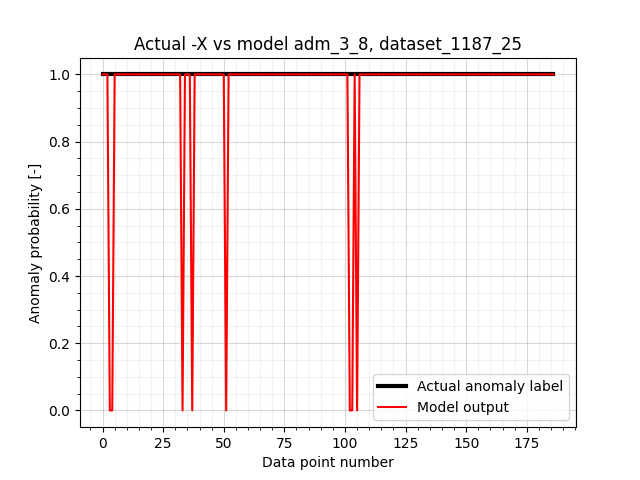 Actual -X vs model adm_3_8, dataset_1187_25
1.0
0.8
0.6
0.4
0.2
0.0
Anomaly probability [-]
Actual anomaly label
Model output
0 25 50 75 100 125 150 175
Data point number